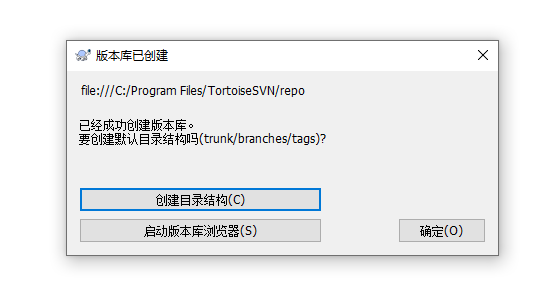 版本库已创建
file:///C:/Program Files/TortoiseSVN/repo
已经成功创建版本库。
要创建默认目录结构吗(trunk/branches/tags)?
创建目录结构(C)
启动版本库浏览器(S)
确定(O)